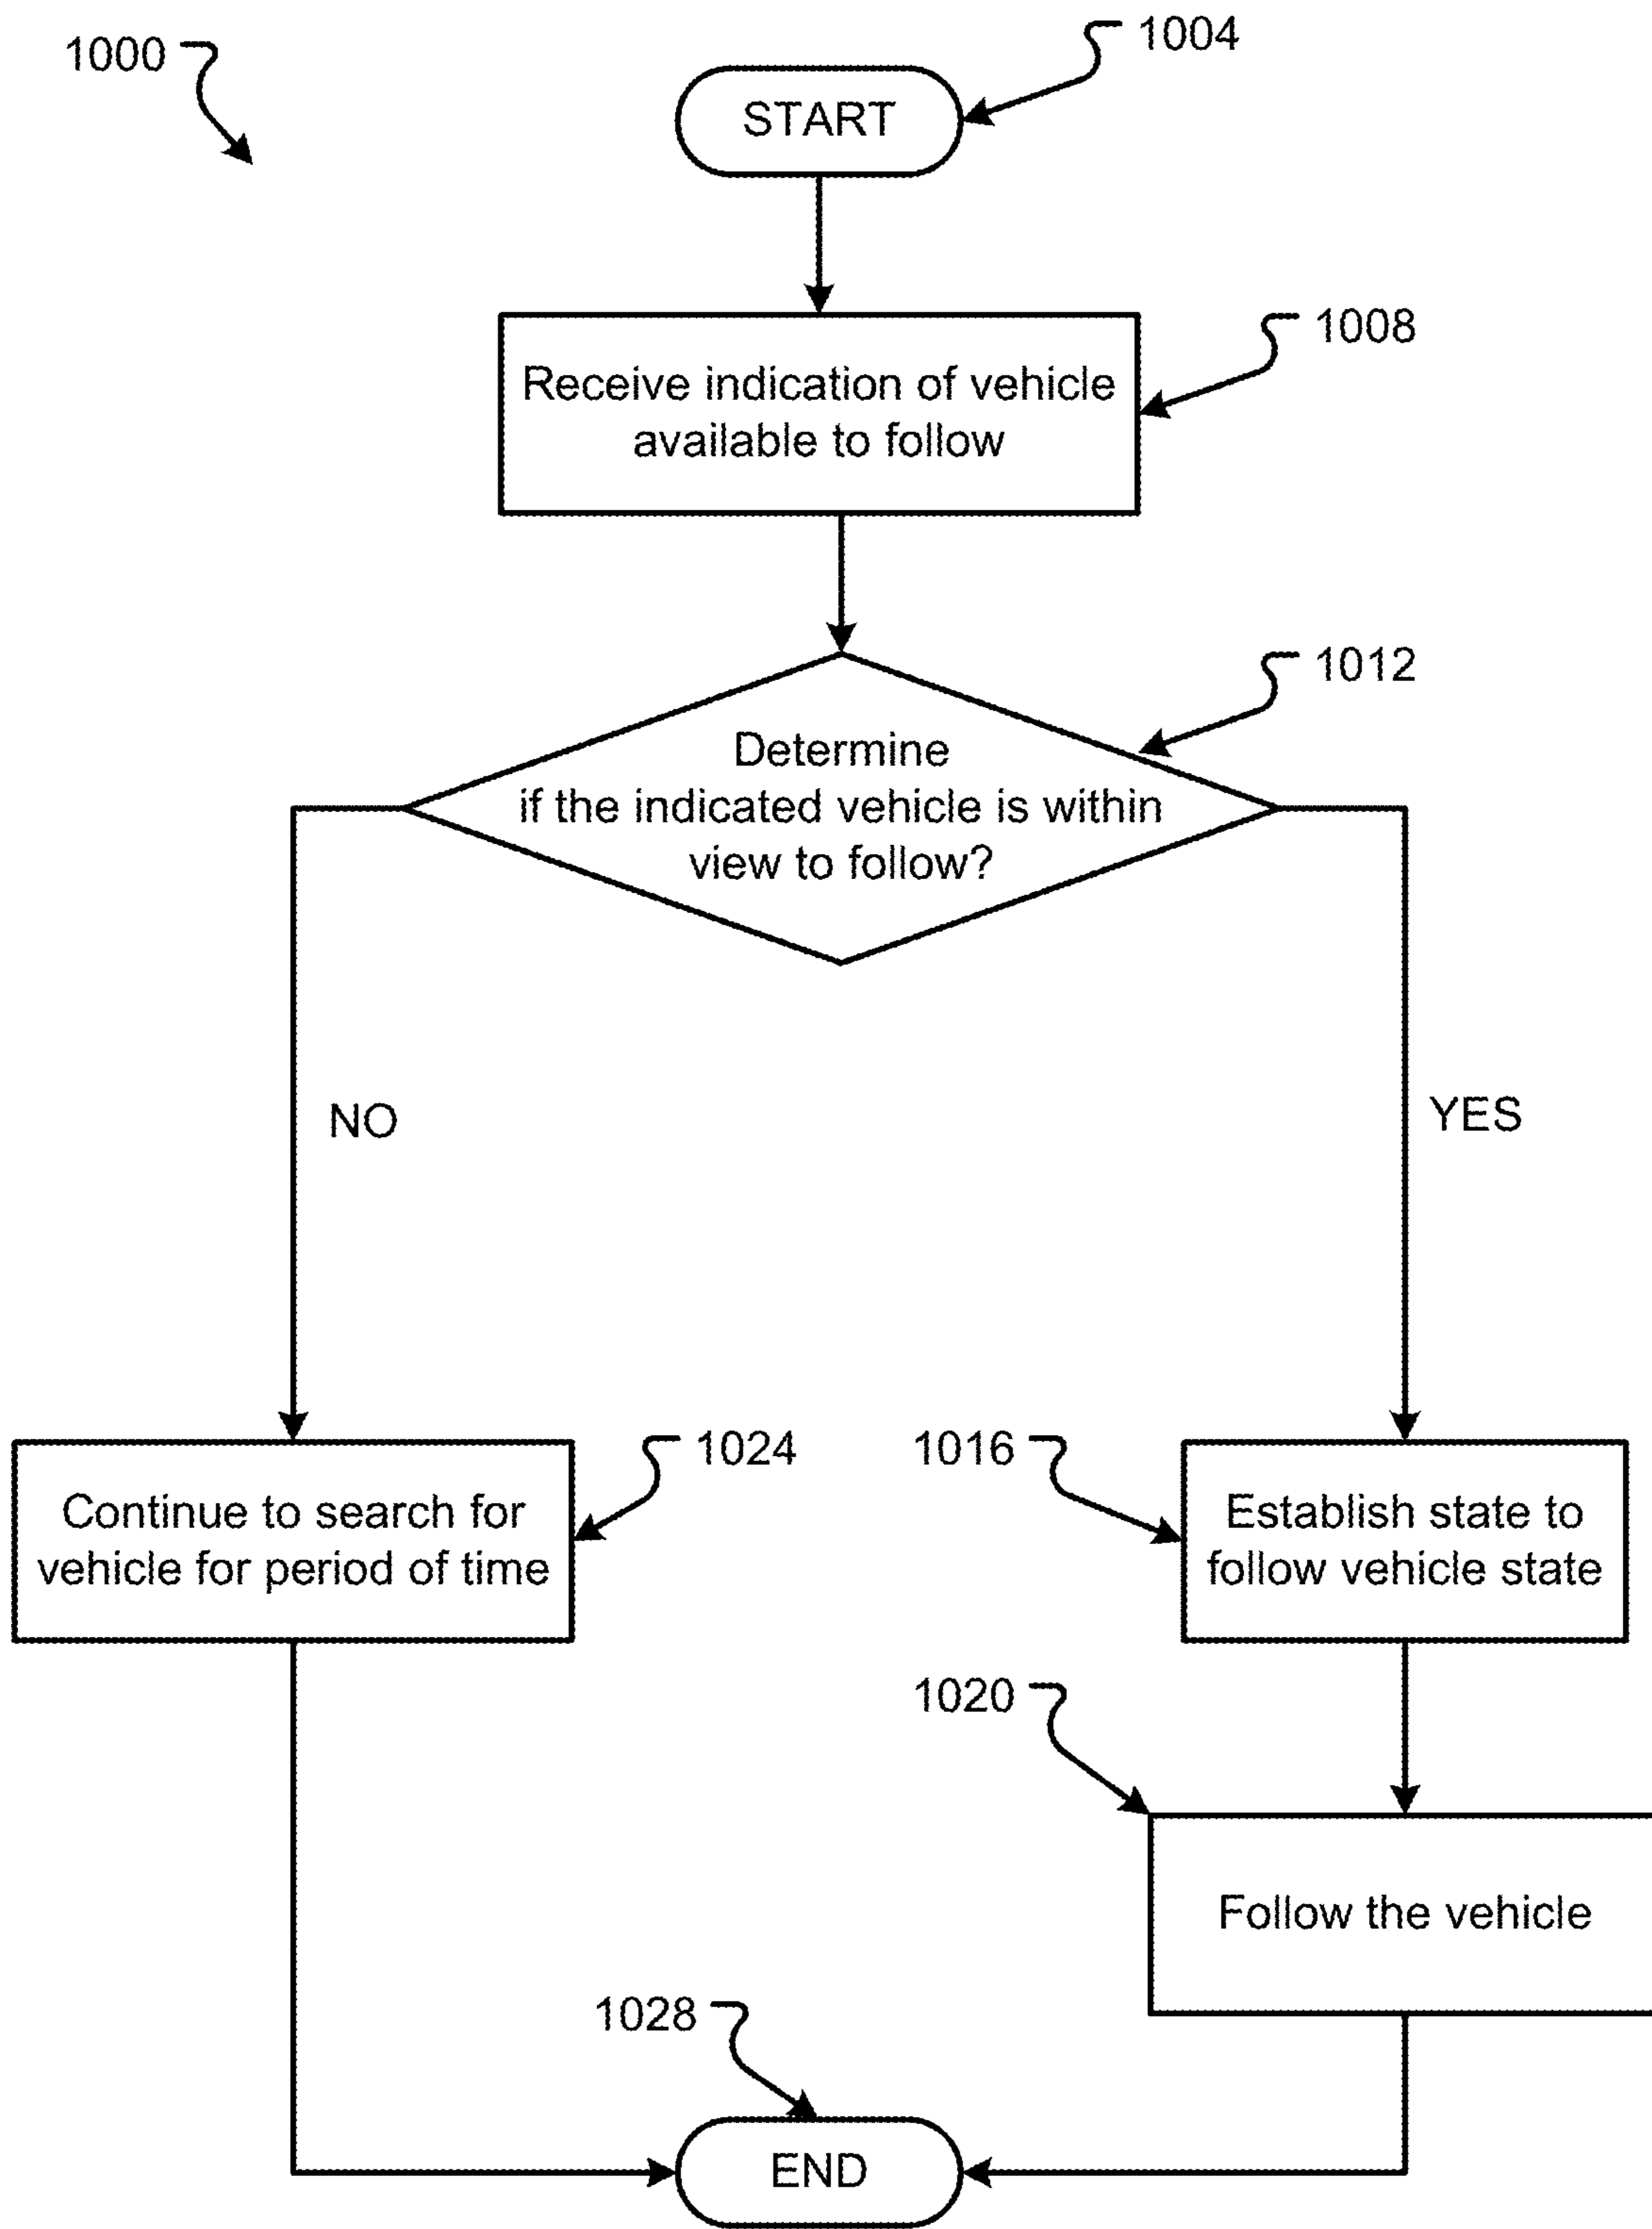 1000
1004
START
1008
Receive indication of vehicle
available to follow
1012
Determine
if the indicated vehicle is within
view to follow?
NO
YES
1024
Continue to search for
vehicle for period of time
1016
Establish state to
follow vehicle state
1020
Follow the vehicle
1028
END